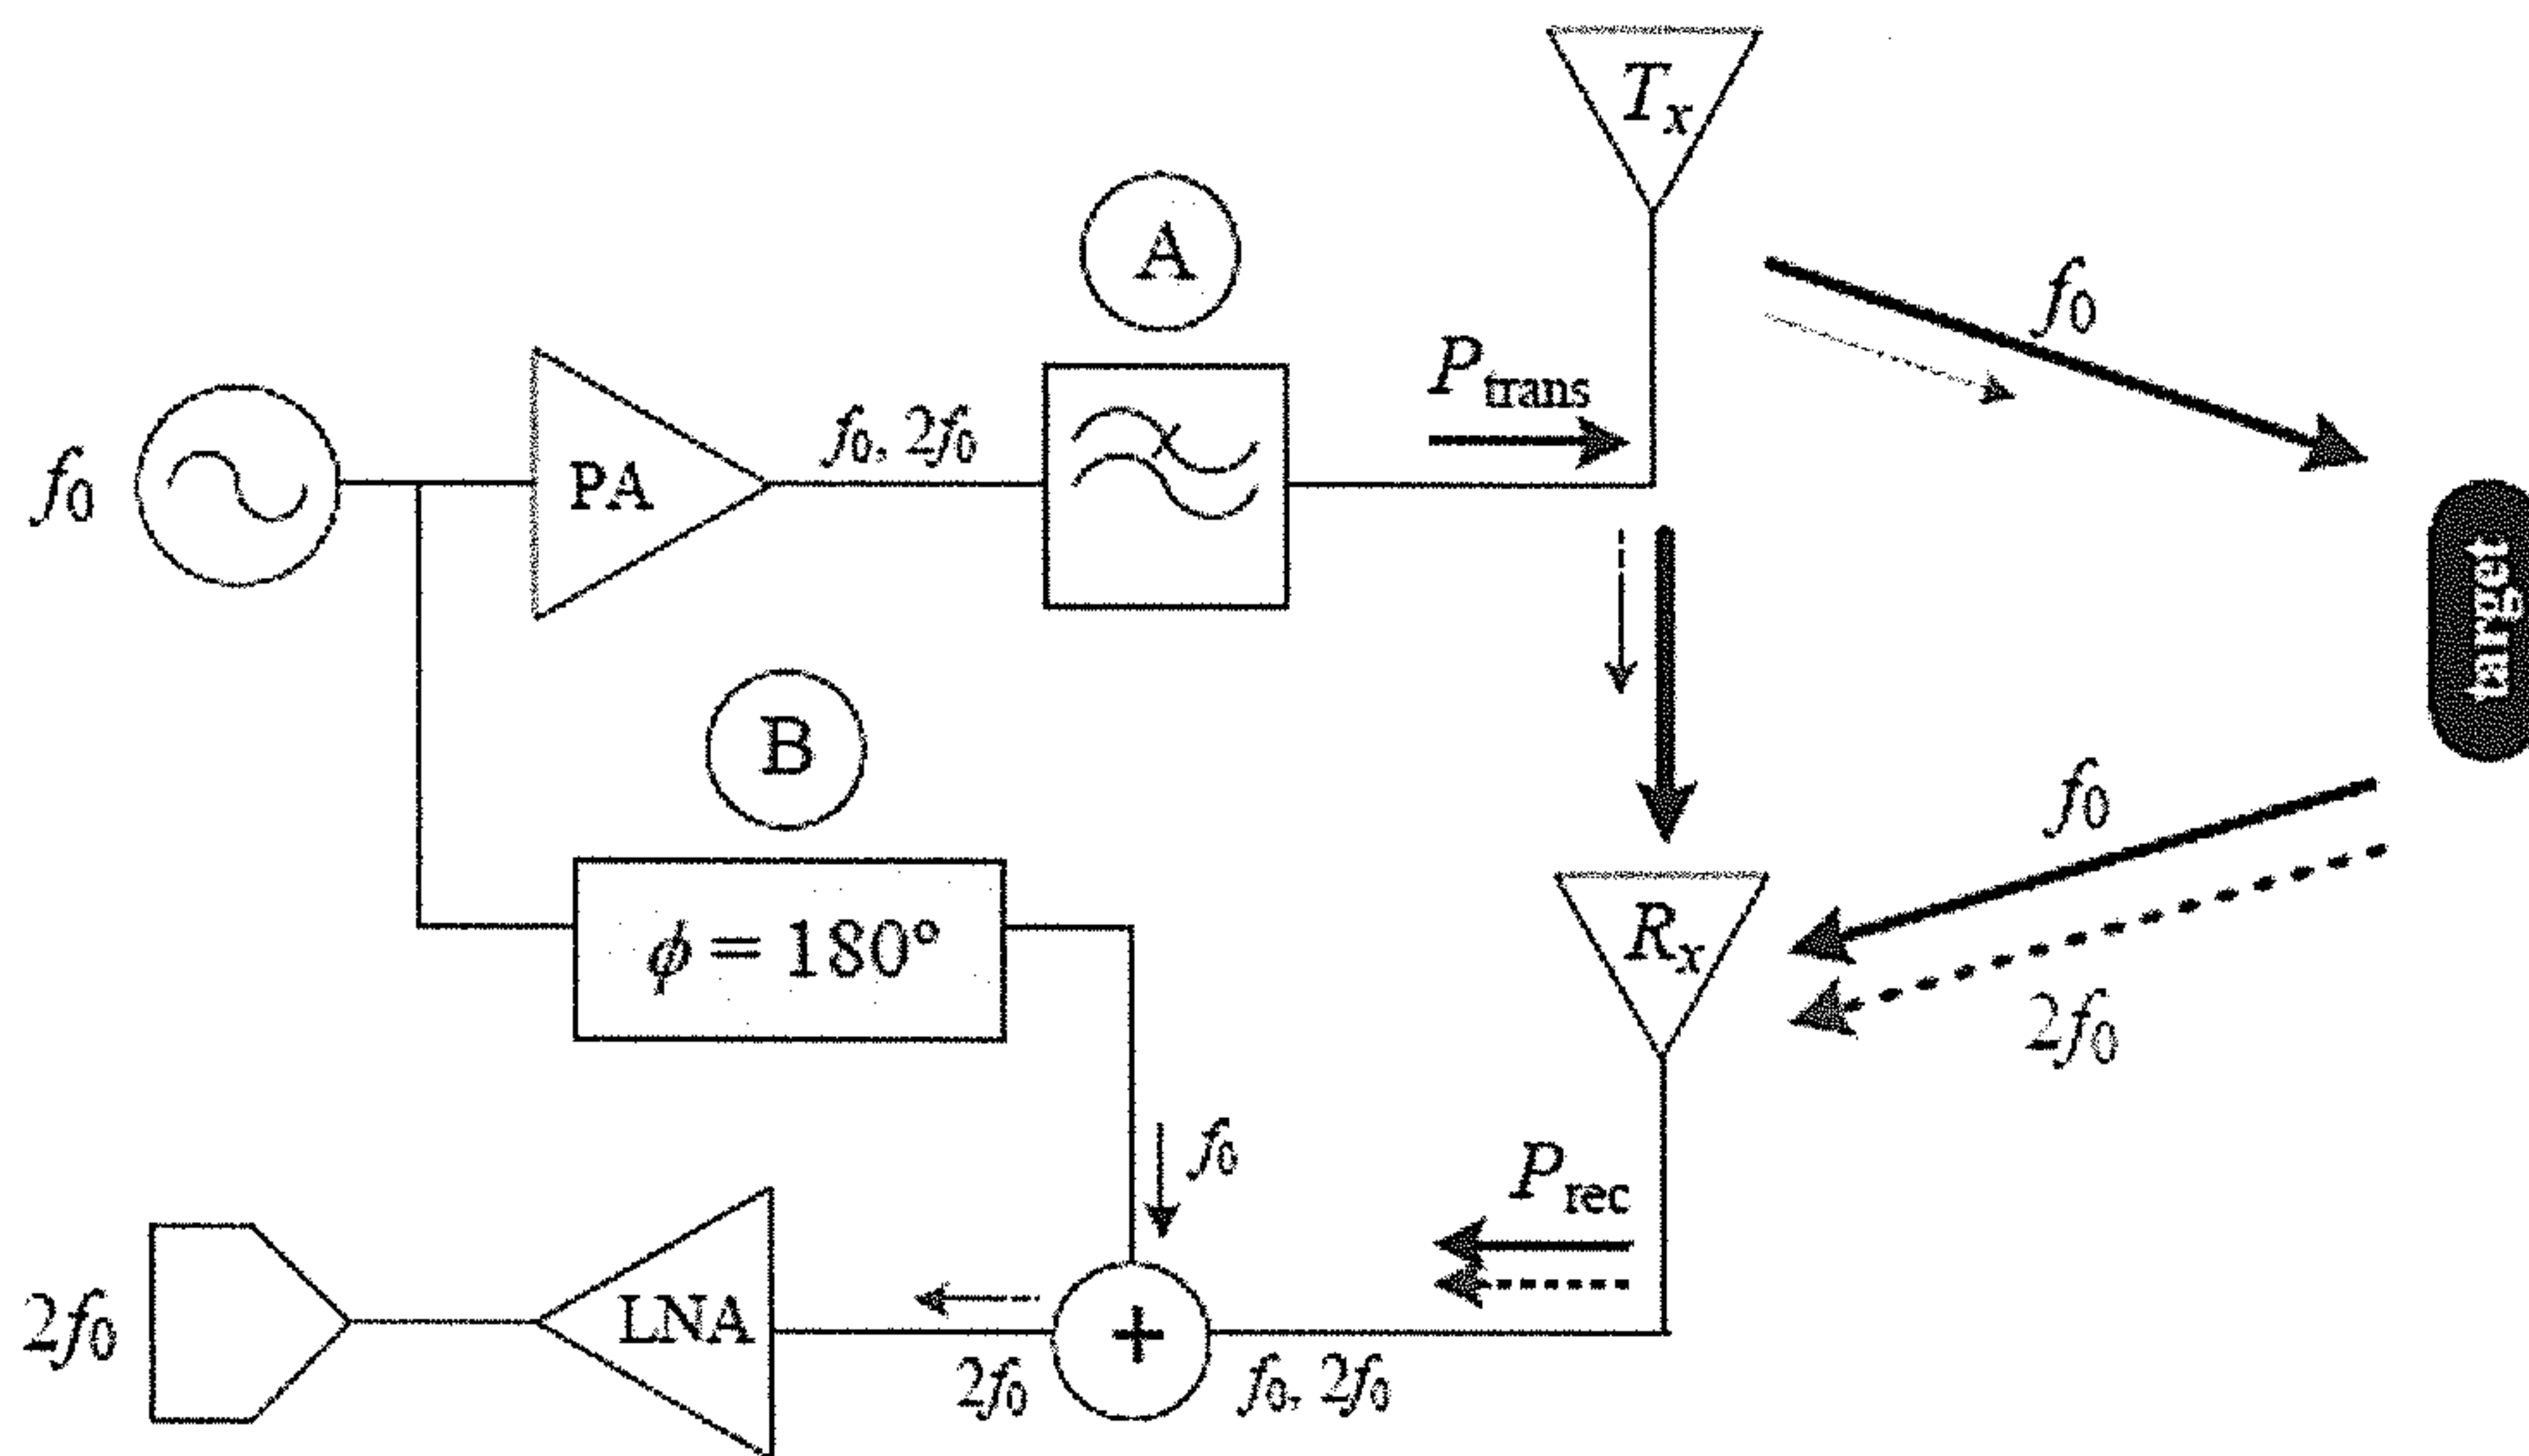 Tx
A
f0
Ptrans
f0, 2f0
f0
PA
target
B
f0
ϕ = 180°
Rx
2f0
f0
Prec
2f0
LNA
+
2f0
f0, 2f0